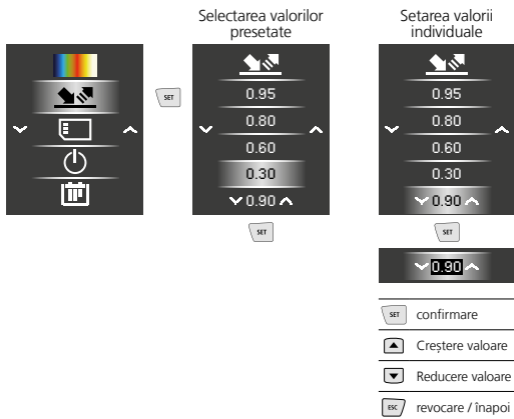 Selectarea valorilor
presetate
Setarea valorii
individuale
SET
0.95
0.80
0.60
0.30
0.90
SET
0.95
0.80
0.60
0.30
0.90
SET
0.90
SET confirmare
Creștere valoare
Reducere valoare
ESC revocare / înapoi